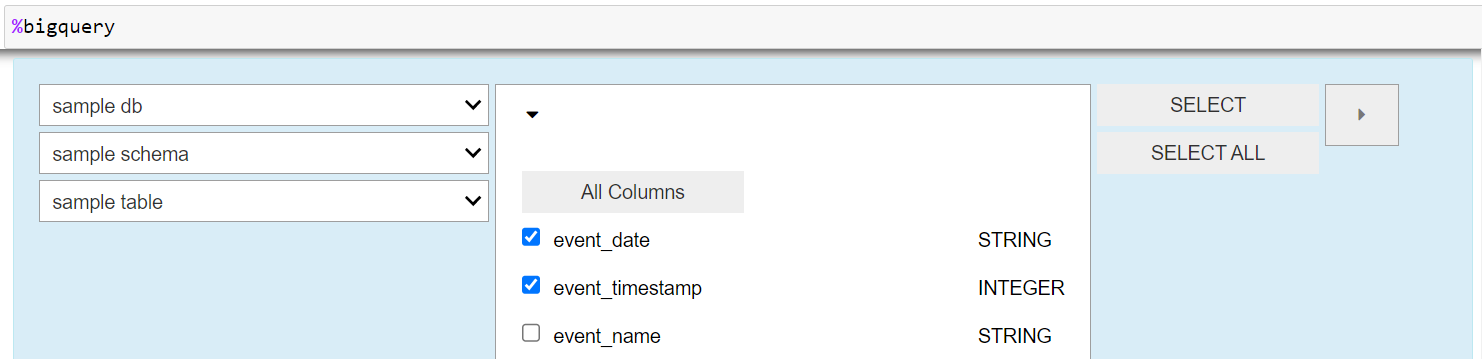 %bigquery
sample db
sample schema
sample table
All Columns
event_date STRING
event_timestamp INTEGER
event_name STRING
SELECT
SELECT ALL